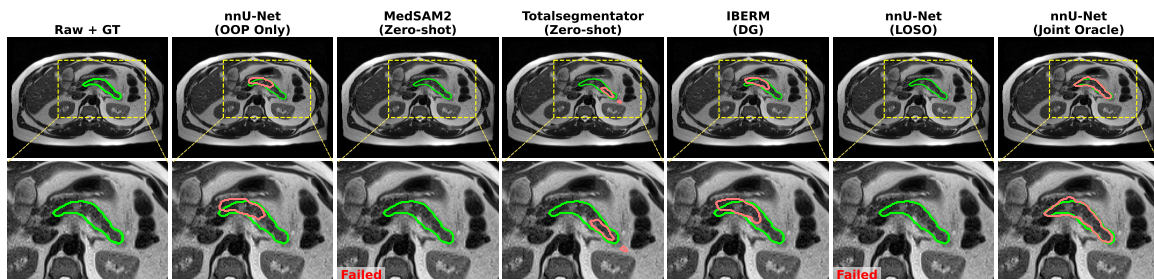 Raw + GT
nnU-Net
(OOP Only)
MedSAM2
(Zero-shot)
Totalsegmentator
(Zero-shot)
IBERM
(DG)
nnU-Net
(LOSO)
nnU-Net
(Joint Oracle)
Failed
Failed